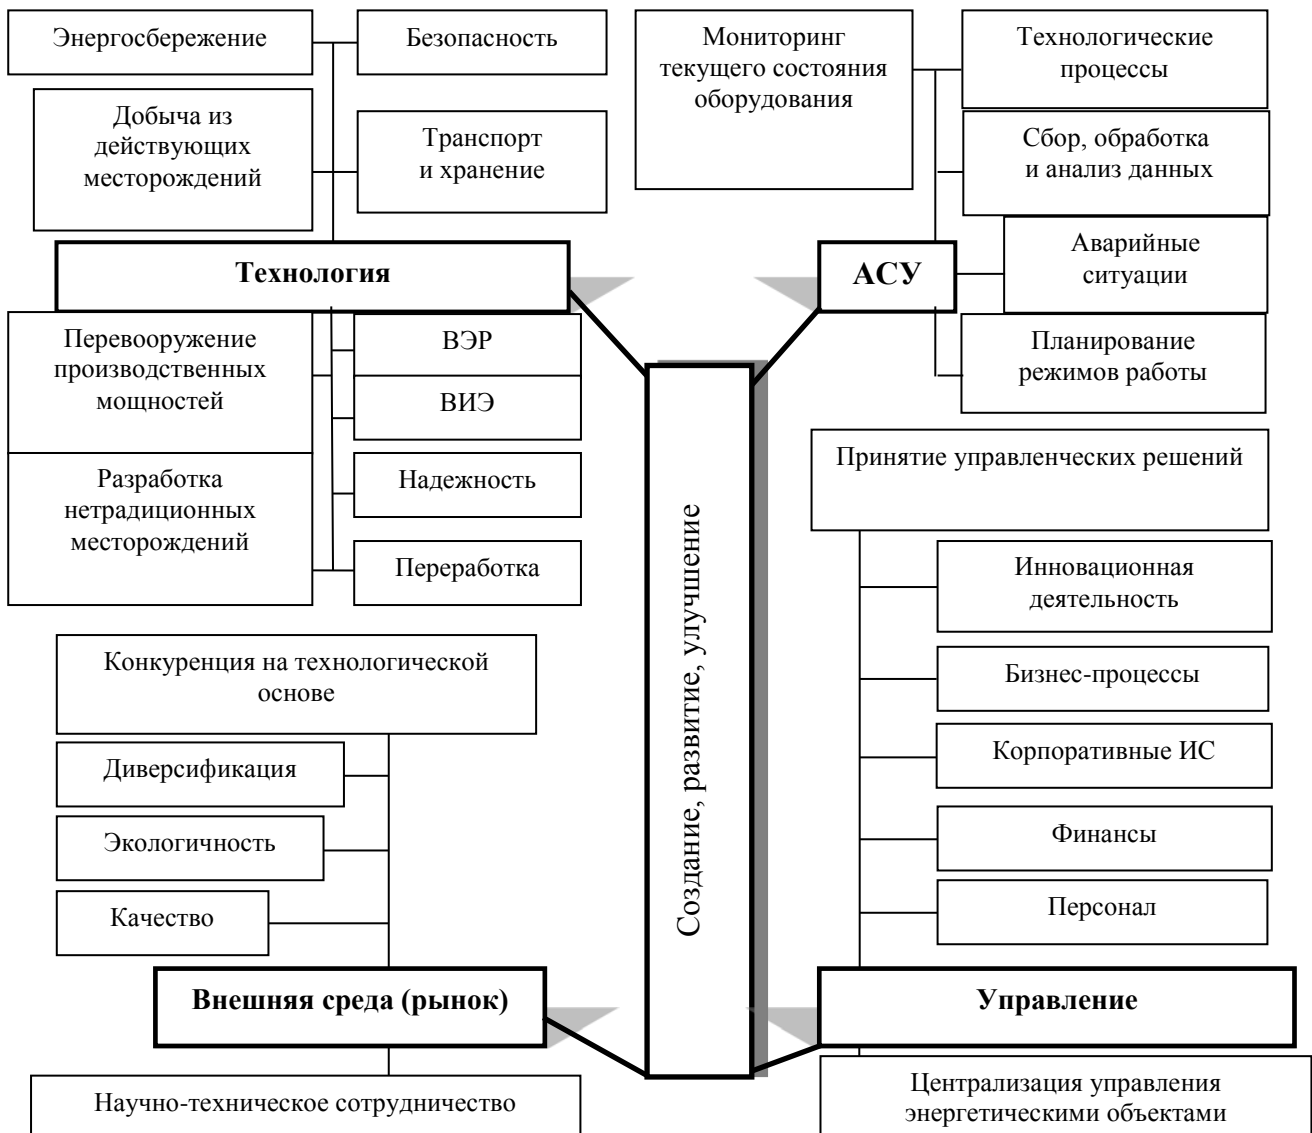 Энергосбережение
Безопасность
Добыча из
действующих
месторождений
Транспорт
и хранение
Технология
Перевооружение
производственных
мощностей
ВЭР
ВИЭ
Разработка
нетрадиционных
месторождений
Надежность
Переработка
Мониторинг
текущего состояния
оборудования
Технологические
процессы
Сбор, обработка
и анализ данных
АСУ
Аварийные
ситуации
Планирование
режимов работы
Создание, развитие, улучшение
Конкуренция на технологической
основе
Диверсификация
Экологичность
Качество
Внешняя среда (рынок)
Научно-техническое сотрудничество
Принятие управленческих решений
Инновационная
деятельность
Бизнес-процессы
Корпоративные ИС
Финансы
Персонал
Управление
Централизация управления
энергетическими объектами